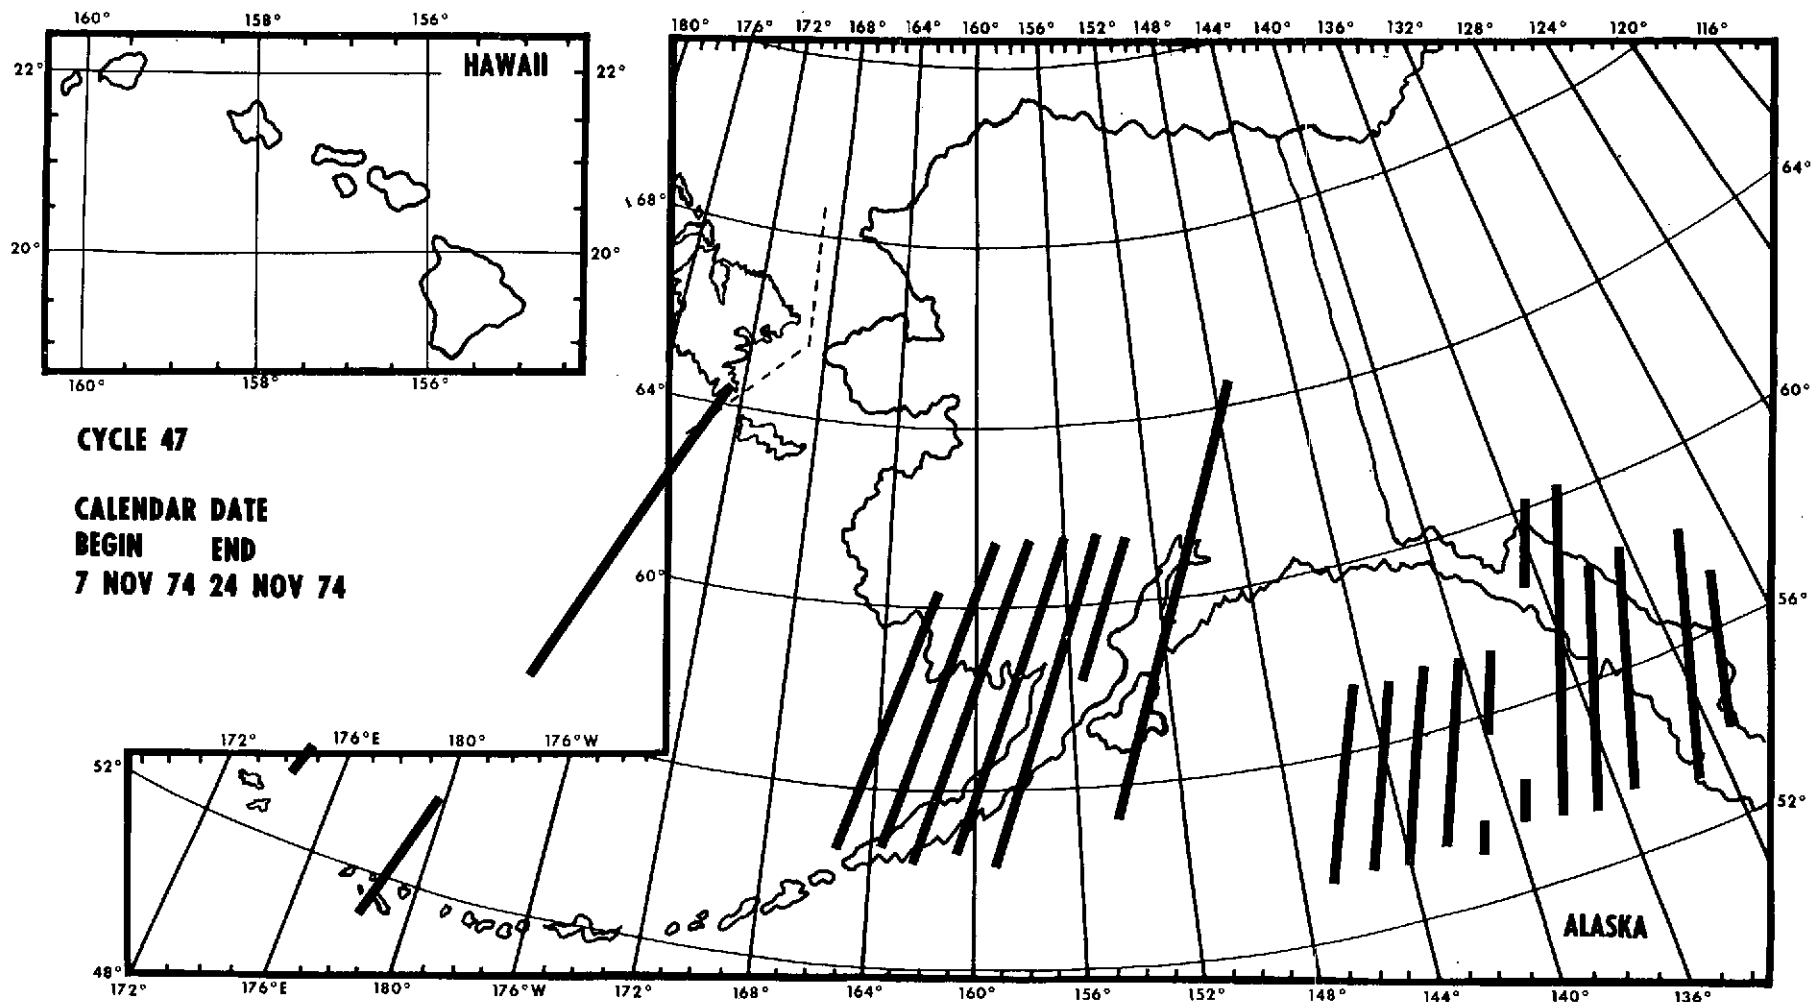 160° 158° 156°
22° HAWAII 22°
20° 20°
160° 158° 156°
CYCLE 47
CALENDAR DATE
BEGIN END
7 NOV 74 24 NOV 74
180° 176° 172° 168° 164° 160° 156° 152° 148° 144° 140° 136° 132° 128° 124° 120° 116°
68° 64°
64° 60°
60° 56°
172° 176°E 180° 176°W
52° 52°
ALASKA
48°
172° 176°E 180° 176°W 172° 168° 164° 160° 156° 152° 148° 144° 140° 136°